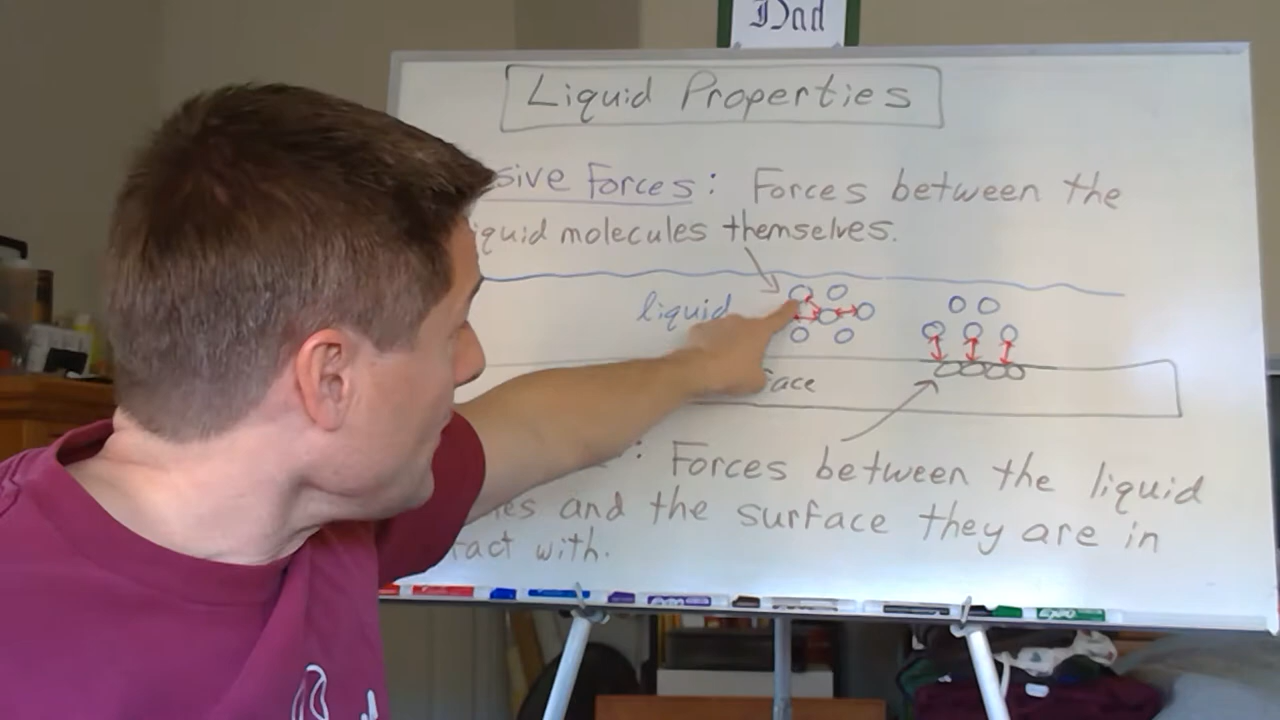 Dad
Liquid Properties
sive Forces: Forces between the
iquid molecules themselves.
liquid
face
: Forces between the liquid
es and the surface they are in
tact with.
EXPO